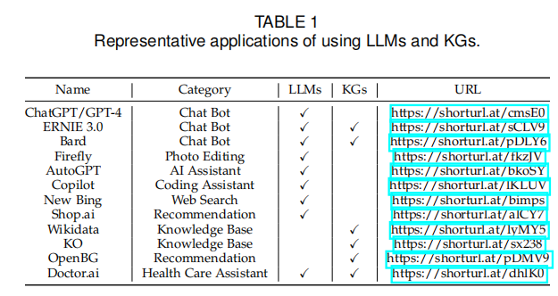 TABLE 1
Representative applications of using LLMs and KGs.
Name | Category | LLMs | KGs | URL
ChatGPT/GPT-4 Chat Bot ✓ https://shorturl.at/cmsE0
ERNIE 3.0 Chat Bot ✓ ✓ https://shorturl.at/sCLV9
Bard Chat Bot ✓ ✓ https://shorturl.at/pDLY6
Firefly Photo Editing ✓ https://shorturl.at/fkzJV
AutoGPT AI Assistant ✓ https://shorturl.at/bkoSY
Copilot Coding Assistant ✓ https://shorturl.at/lKLUV
New Bing Web Search ✓ https://shorturl.at/bimps
Shop.ai Recommendation ✓ https://shorturl.at/alCY7
Wikidata Knowledge Base ✓ https://shorturl.at/lyMY5
KO Knowledge Base ✓ https://shorturl.at/sx238
OpenBG Recommendation ✓ https://shorturl.at/pDMV9
Doctor.ai Health Care Assistant ✓ ✓ https://shorturl.at/dhlK0